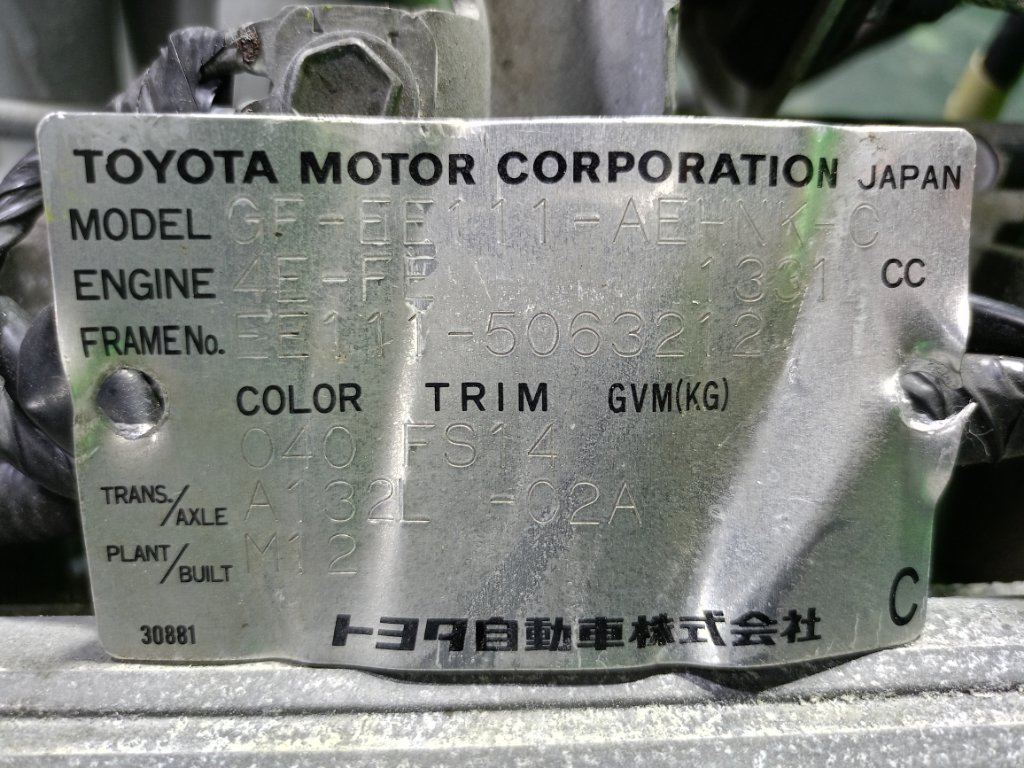 TOYOTA MOTOR CORPORATION JAPAN
MODEL GF-EE111-AEHNK-C
ENGINE 4E-FE 1331 CC
FRAME No. EE111-5063212
COLOR TRIM GVM(KG)
040 FS14
TRANS./AXLE A132L -02A
PLANT/BUILT M12
C
30881 トヨタ自動車株式会社